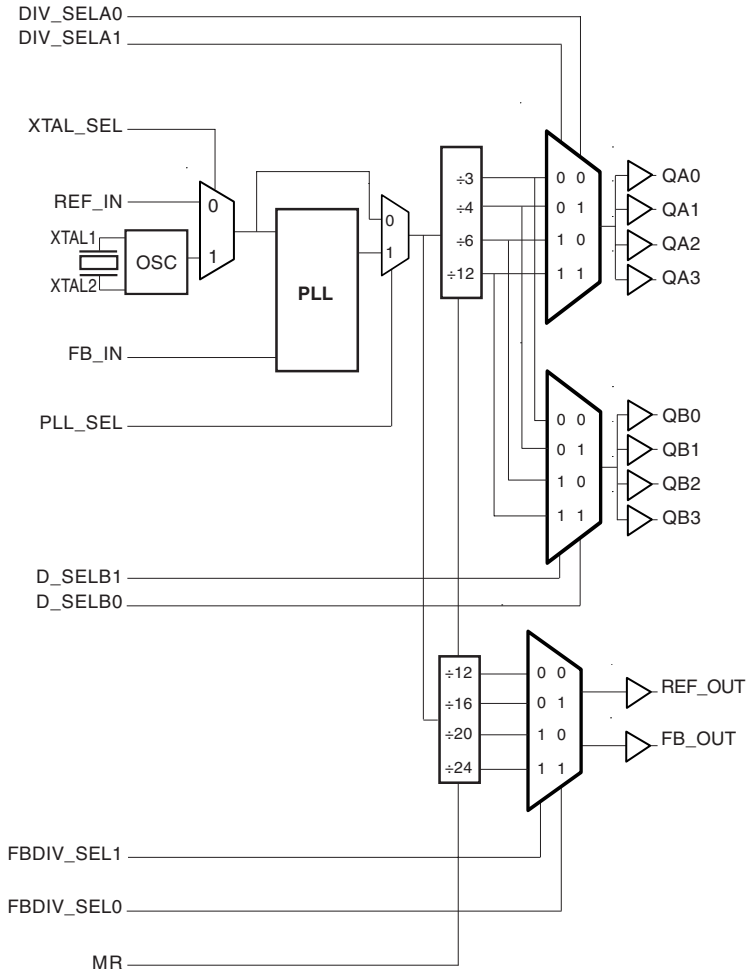 DIV_SELA0
DIV_SELA1
XTAL_SEL
REF_IN
XTAL1
OSC
XTAL2
0
1
PLL
FB_IN
PLL_SEL
0
1
÷3
÷4
÷6
÷12
0 0
0 1
1 0
1 1
QA0
QA1
QA2
QA3
0 0
0 1
1 0
1 1
QB0
QB1
QB2
QB3
D_SELB1
D_SELB0
÷12
÷16
÷20
÷24
0 0
0 1
1 0
1 1
REF_OUT
FB_OUT
FBDIV_SEL1
FBDIV_SEL0
MR